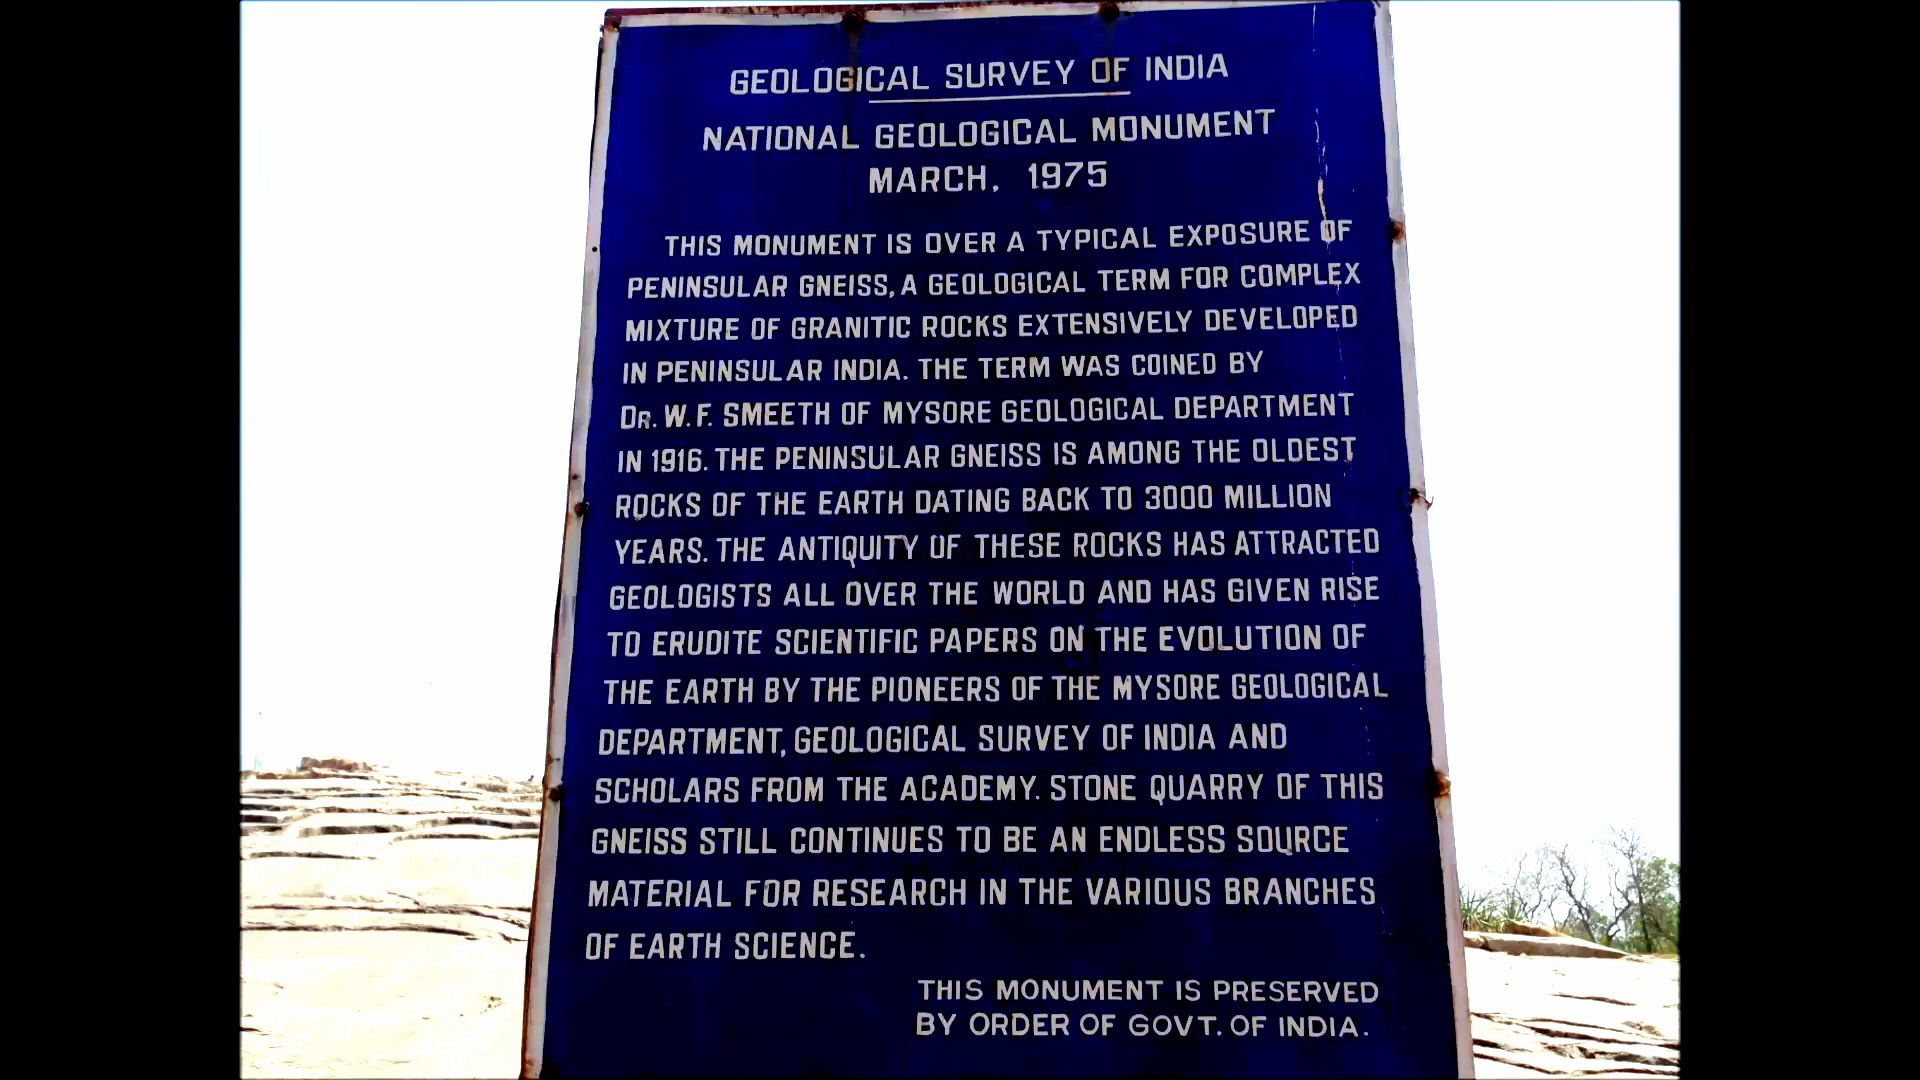 GEOLOGICAL SURVEY OF INDIA
NATIONAL GEOLOGICAL MONUMENT
MARCH, 1975
THIS MONUMENT IS OVER A TYPICAL EXPOSURE OF
PENINSULAR GNEISS, A GEOLOGICAL TERM FOR COMPLEX
MIXTURE OF GRANITIC ROCKS EXTENSIVELY DEVELOPED
IN PENINSULAR INDIA. THE TERM WAS COINED BY
DR. W.F. SMEETH OF MYSORE GEOLOGICAL DEPARTMENT
IN 1916. THE PENINSULAR GNEISS IS AMONG THE OLDEST
ROCKS OF THE EARTH DATING BACK TO 3000 MILLION
YEARS. THE ANTIQUITY OF THESE ROCKS HAS ATTRACTED
GEOLOGISTS ALL OVER THE WORLD AND HAS GIVEN RISE
TO ERUDITE SCIENTIFIC PAPERS ON THE EVOLUTION OF
THE EARTH BY THE PIONEERS OF THE MYSORE GEOLOGICAL
DEPARTMENT, GEOLOGICAL SURVEY OF INDIA AND
SCHOLARS FROM THE ACADEMY. STONE QUARRY OF THIS
GNEISS STILL CONTINUES TO BE AN ENDLESS SOURCE
MATERIAL FOR RESEARCH IN THE VARIOUS BRANCHES
OF EARTH SCIENCE.
THIS MONUMENT IS PRESERVED
BY ORDER OF GOVT. OF INDIA.